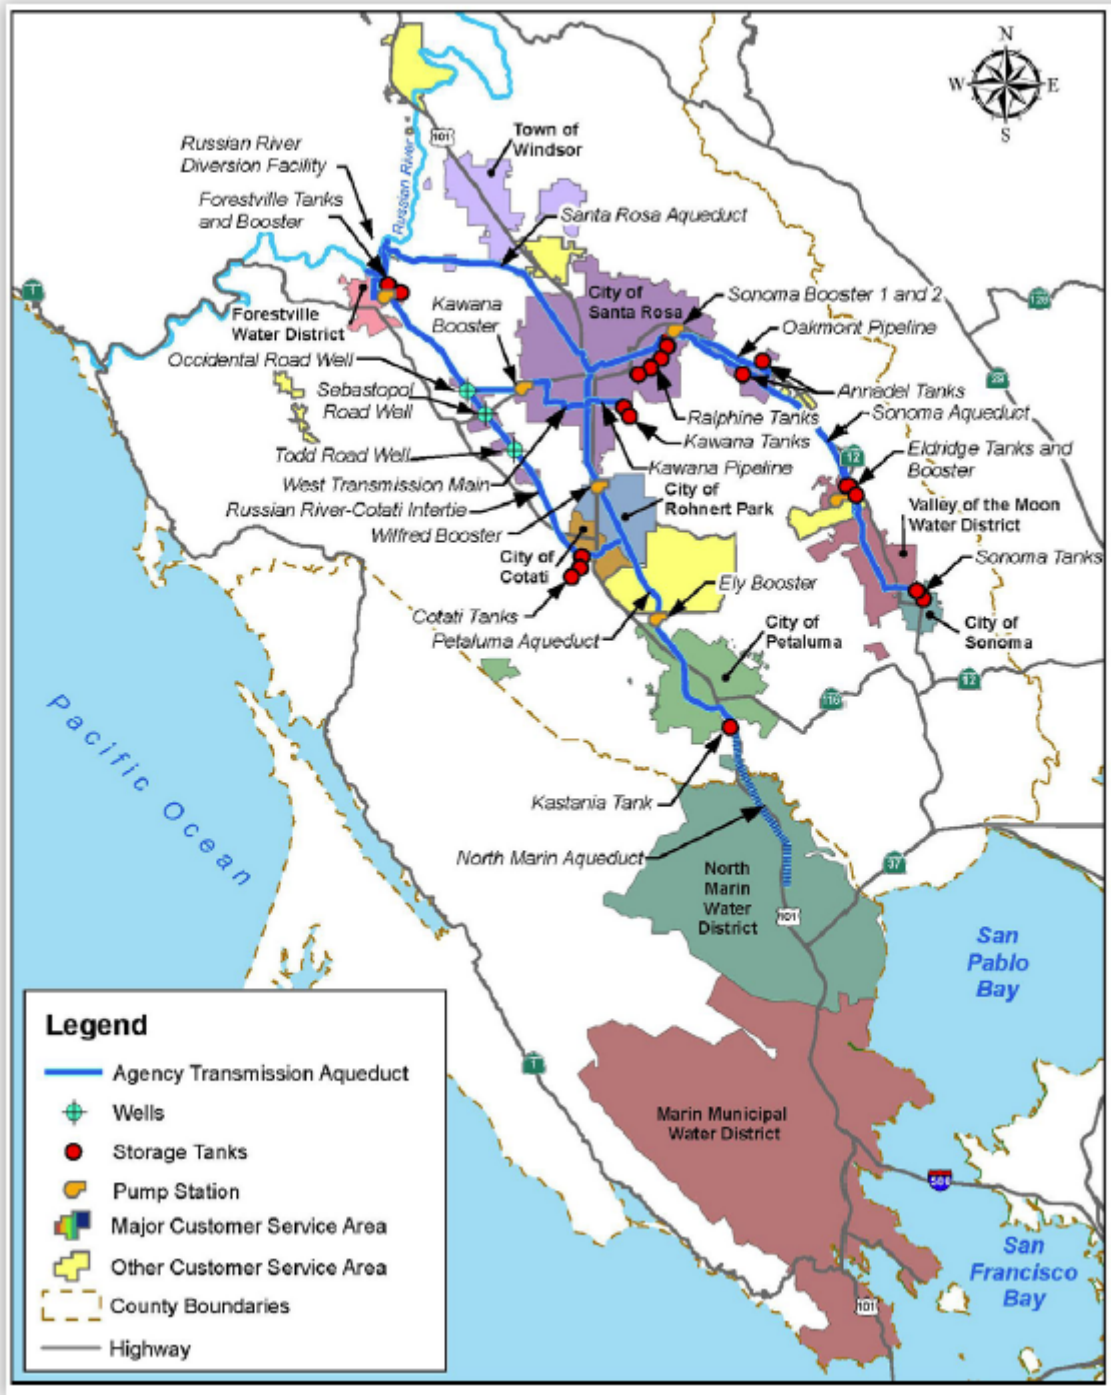 N
W
E
S
101
Town of
Windsor
Russian River
Diversion Facility
Russian River
Forestville Tanks
and Booster
Santa Rosa Aqueduct
1
128
Kawana
Booster
City of
Santa Rosa
Sonoma Booster 1 and 2
Forestville
Water District
Oakmont Pipeline
Occidental Road Well
29
Sebastopol
Road Well
Annadel Tanks
Ralphine Tanks
Sonoma Aqueduct
Todd Road Well
Kawana Tanks
12
Eldridge Tanks and
Booster
West Transmission Main
Kawana Pipeline
Russian River-Cotati Intertie
City of
Rohnert Park
Valley of the Moon
Water District
Wilfred Booster
City of
Cotati
Sonoma Tanks
Ely Booster
Cotati Tanks
Petaluma Aqueduct
City of
Petaluma
City of
Sonoma
12
116
Pacific Ocean
Kastania Tank
North Marin Aqueduct
37
North
Marin
Water
District
101
San
Pablo
Bay
Legend
Agency Transmission Aqueduct
Wells
Storage Tanks
Pump Station
Major Customer Service Area
Other Customer Service Area
County Boundaries
Highway
1
Marin Municipal
Water District
580
San
Francisco
Bay
101